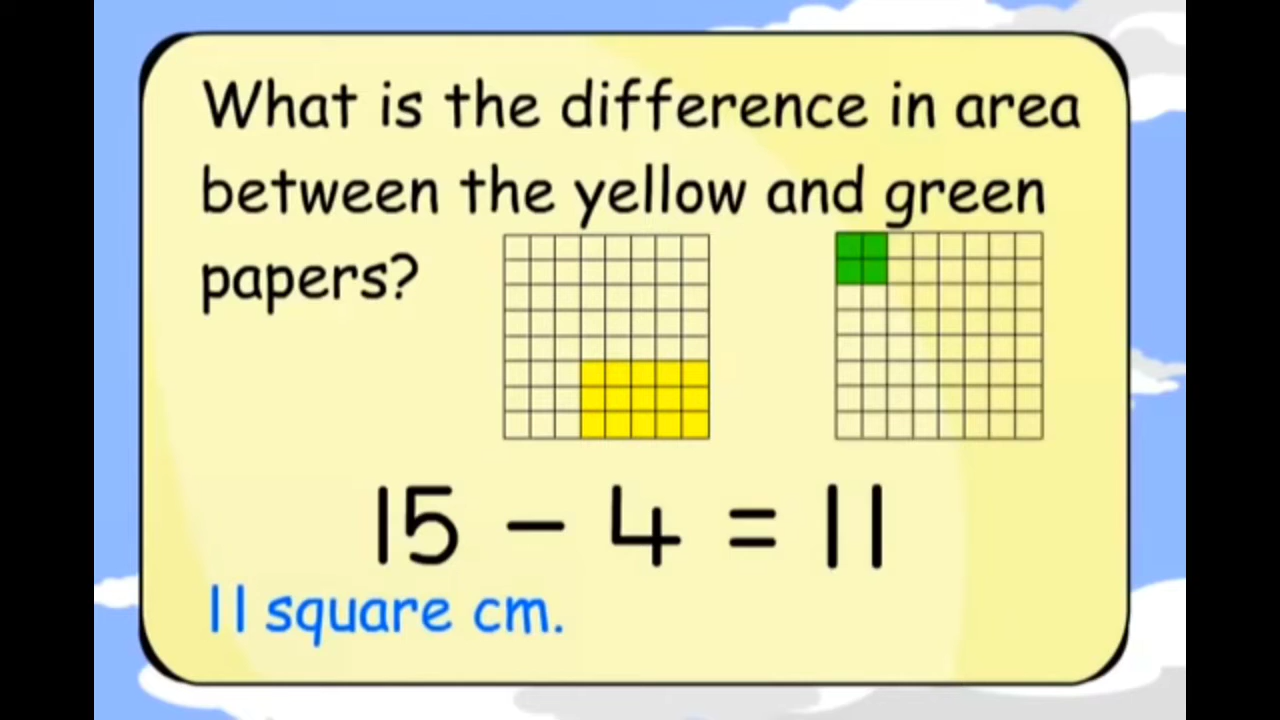 What is the difference in area
between the yellow and green
papers?
15 – 4 = 11
11 square cm.